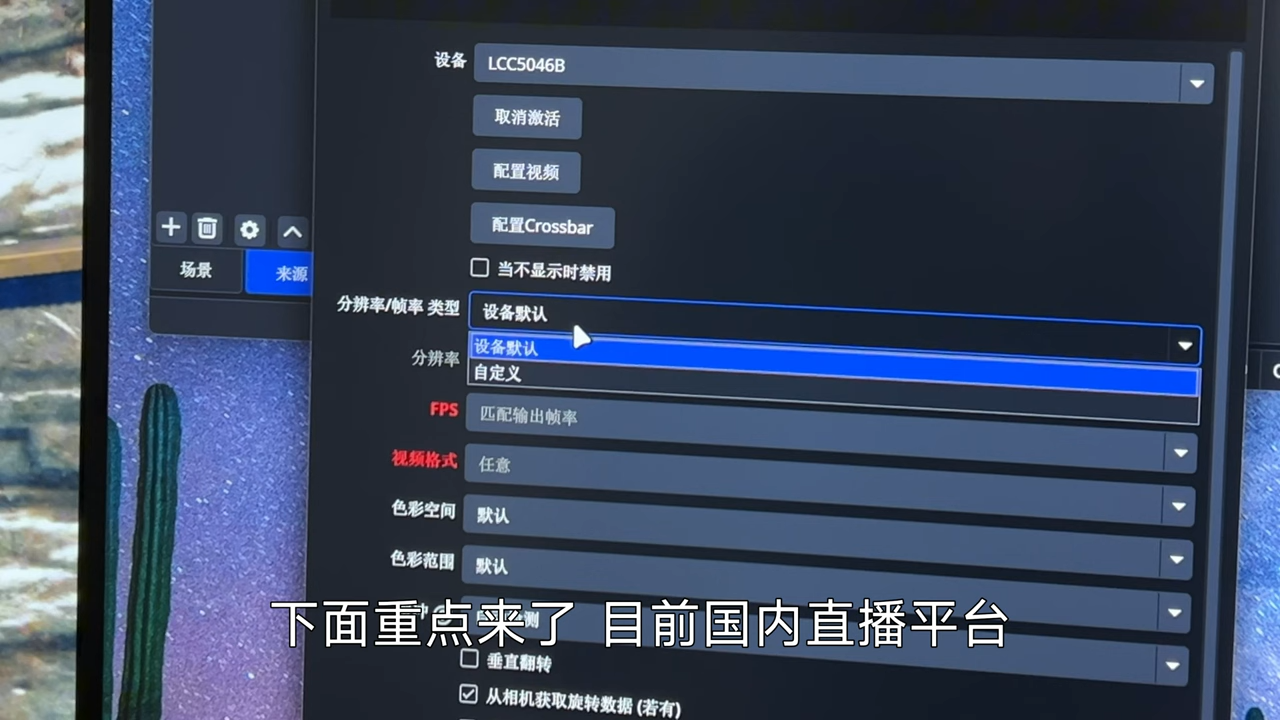 设备 LCC5046B
取消激活
配置视频
配置Crossbar
当不显示时禁用
场景 来源
分辨率/帧率 类型 设备默认
设备默认
分辨率
自定义
FPS 匹配输出帧率
视频格式 任意
色彩空间 默认
色彩范围 默认
下面重点来了 目前国内直播平台
垂直翻转
从相机获取旋转数据 (若有)